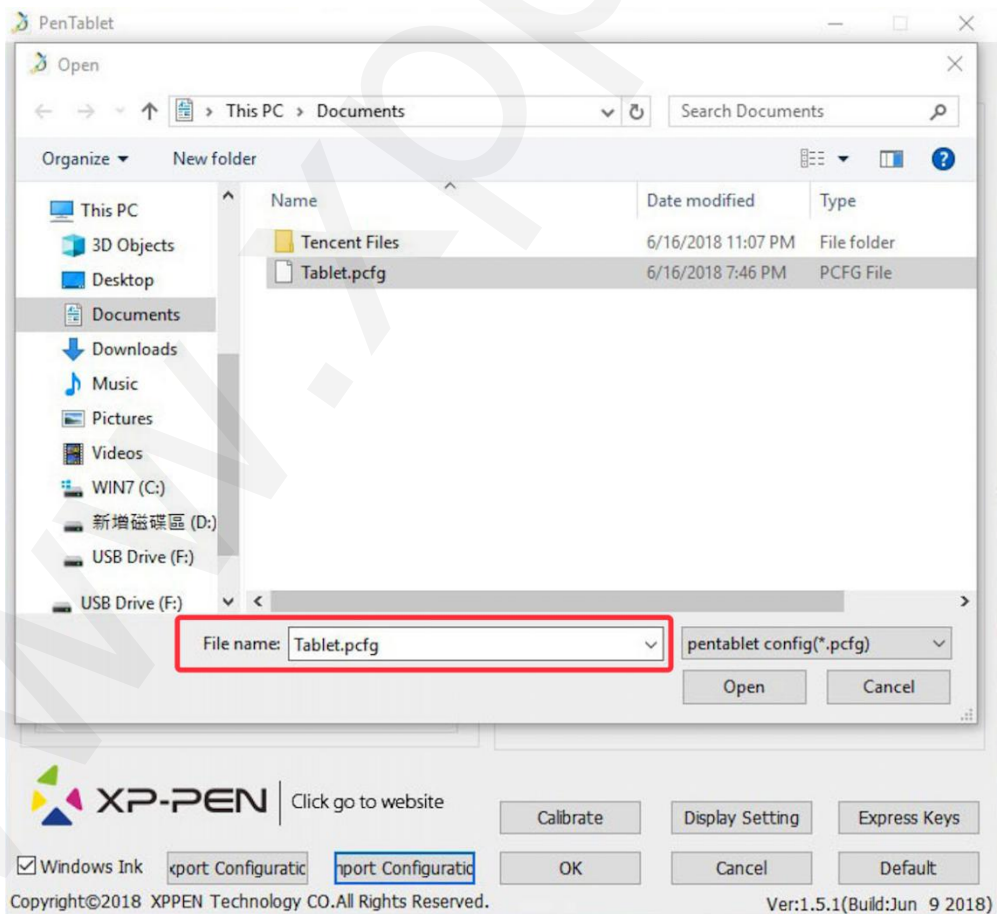 PenTablet
Open
This PC > Documents
Search Documents
Organize
New folder
Name
Date modified
Type
This PC
3D Objects
Desktop
Documents
Downloads
Music
Pictures
Videos
WIN7 (C:)
新增磁碟區 (D:)
USB Drive (F:)
USB Drive (F:)
Tencent Files 6/16/2018 11:07 PM File folder
Tablet.pcfg 6/16/2018 7:46 PM PCFG File
File name: Tablet.pcfg
pentablet config(*.pcfg)
Open
Cancel
XP-PEN
Click go to website
Calibrate
Display Setting
Express Keys
Windows Ink
xport Configuratic
nport Configuratic
OK
Cancel
Default
Copyright©2018 XPPEN Technology CO.All Rights Reserved.
Ver:1.5.1(Build:Jun 9 2018)